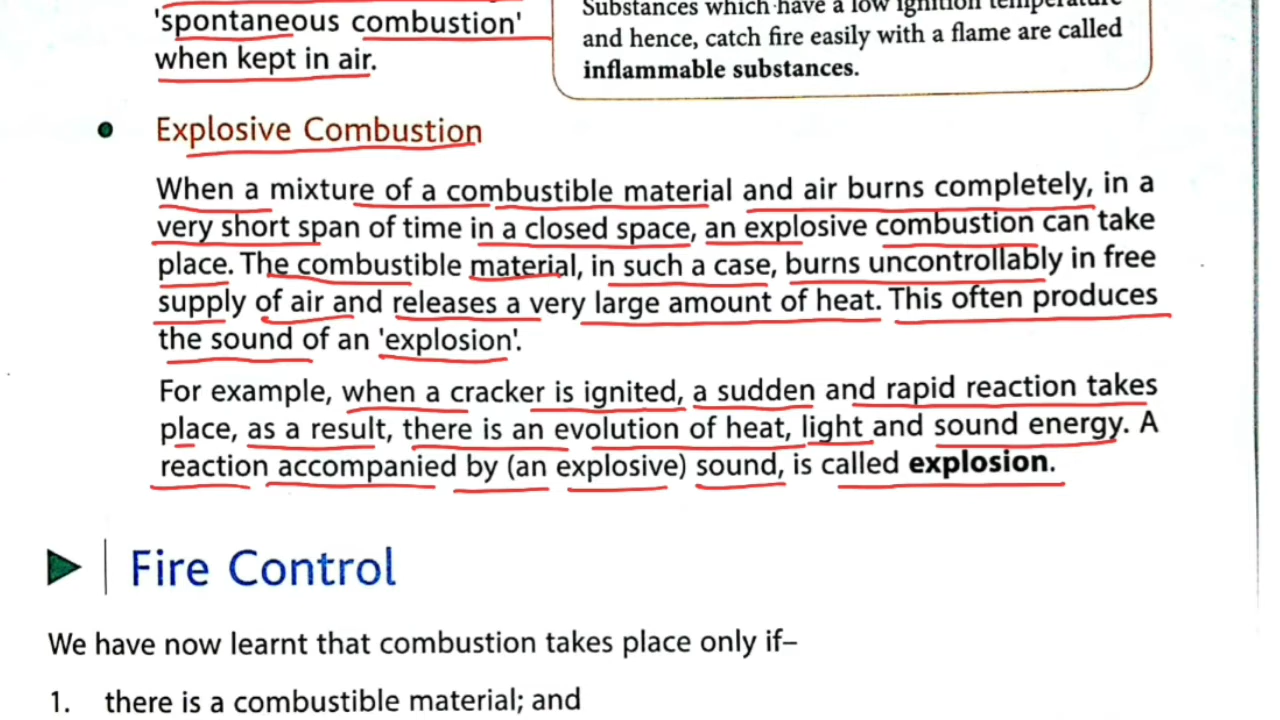 'spontaneous combustion'
when kept in air.
Substances which have a low ignition temperature
and hence, catch fire easily with a flame are called
inflammable substances.
• Explosive Combustion
When a mixture of a combustible material and air burns completely, in a
very short span of time in a closed space, an explosive combustion can take
place. The combustible material, in such a case, burns uncontrollably in free
supply of air and releases a very large amount of heat. This often produces
the sound of an 'explosion'.
For example, when a cracker is ignited, a sudden and rapid reaction takes
place, as a result, there is an evolution of heat, light and sound energy. A
reaction accompanied by (an explosive) sound, is called explosion.
Fire Control
We have now learnt that combustion takes place only if–
1. there is a combustible material; and